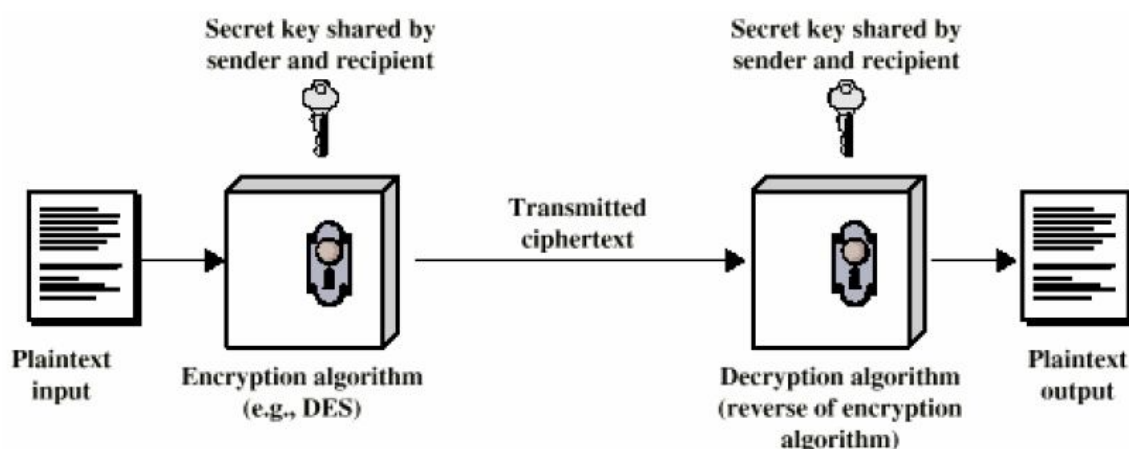 Secret key shared by
sender and recipient
Secret key shared by
sender and recipient
Transmitted
ciphertext
Plaintext
input
Encryption algorithm
(e.g., DES)
Decryption algorithm
(reverse of encryption
algorithm)
Plaintext
output